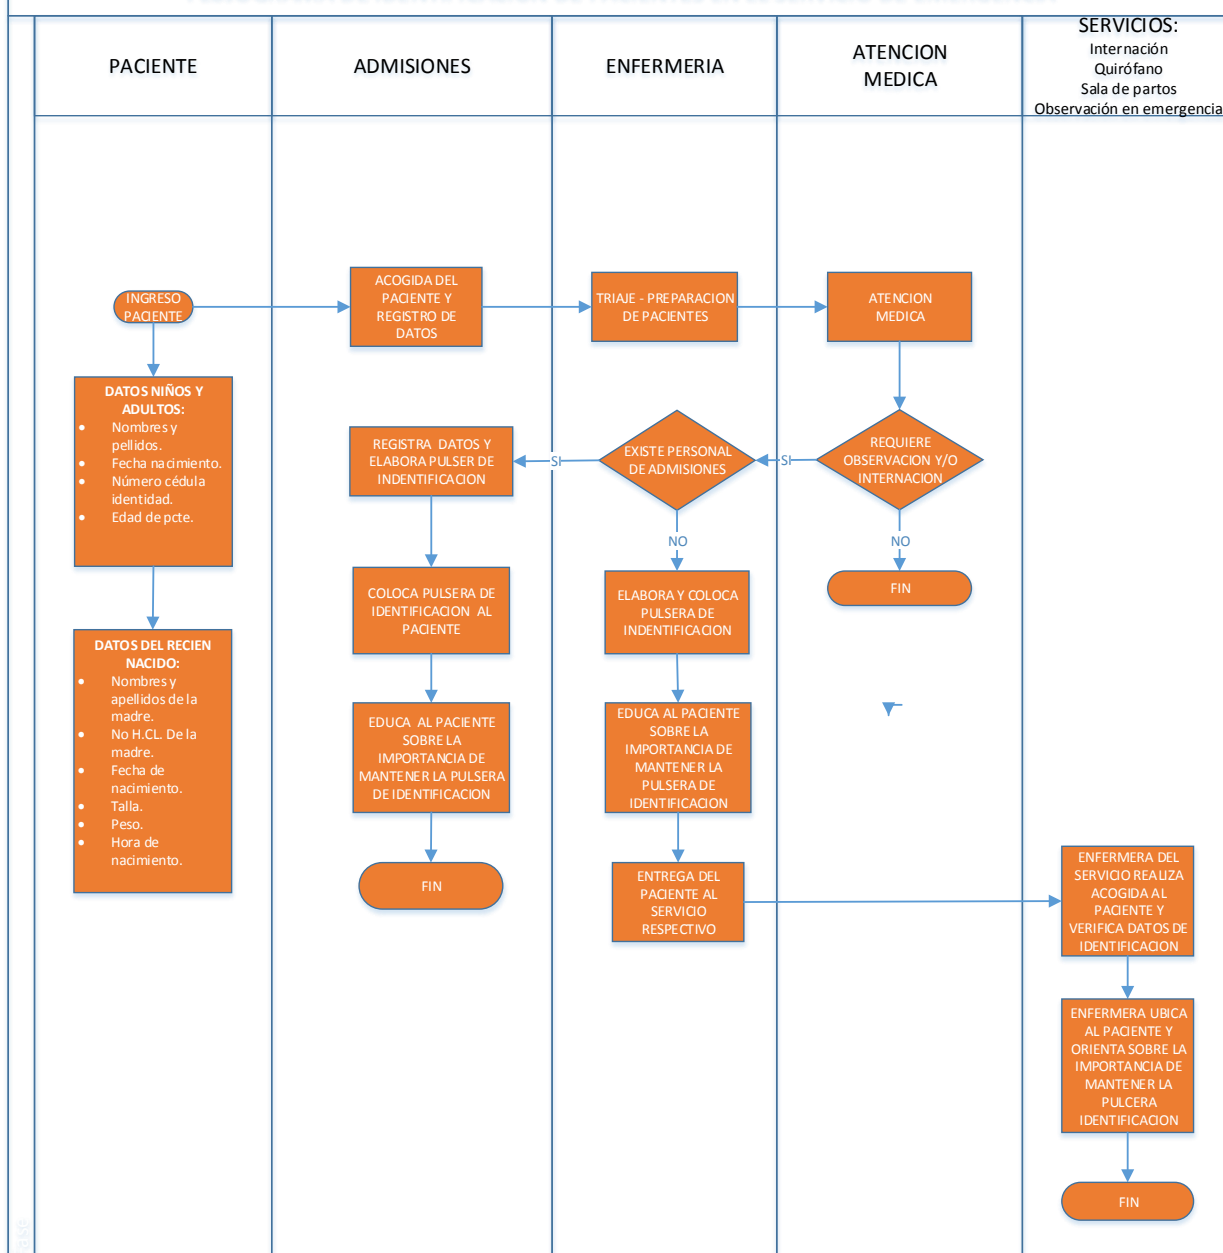 PACIENTE
ADMISIONES
ENFERMERIA
ATENCION
MEDICA
SERVICIOS:
Internación
Quirófano
Sala de partos
Observación en emergencia
INGRESO
PACIENTE
ACOGIDA DEL
PACIENTE Y
REGISTRO DE
DATOS
TRIAJE - PREPARACION
DE PACIENTES
ATENCION
MEDICA
DATOS NIÑOS Y
ADULTOS:
• Nombres y
pellidos.
• Fecha nacimiento.
• Número cédula
identidad.
• Edad de pcte.
REGISTRA DATOS Y
ELABORA PULSER DE
INDENTIFICACION
SI
EXISTE PERSONAL
DE ADMISIONES
SI
REQUIERE
OBSERVACION Y/O
INTERNACION
NO
NO
COLOCA PULSERA DE
IDENTIFICACION AL
PACIENTE
ELABORA Y COLOCA
PULSERA DE
INDENTIFICACION
FIN
DATOS DEL RECIEN
NACIDO:
• Nombres y
apellidos de la
madre.
• No H.CL. De la
madre.
• Fecha de
nacimiento.
• Talla.
• Peso.
• Hora de
nacimiento.
EDUCA AL PACIENTE
SOBRE LA
IMPORTANCIA DE
MANTENER LA PULSERA
DE IDENTIFICACION
EDUCA AL PACIENTE
SOBRE LA
IMPORTANCIA DE
MANTENER LA
PULSERA DE
IDENTIFICACION
FIN
ENTREGA DEL
PACIENTE AL
SERVICIO
RESPECTIVO
ENFERMERA DEL
SERVICIO REALIZA
ACOGIDA AL
PACIENTE Y
VERIFICA DATOS DE
IDENTIFICACION
ENFERMERA UBICA
AL PACIENTE Y
ORIENTA SOBRE LA
IMPORTANCIA DE
MANTENER LA
PULCERA
IDENTIFICACION
FIN